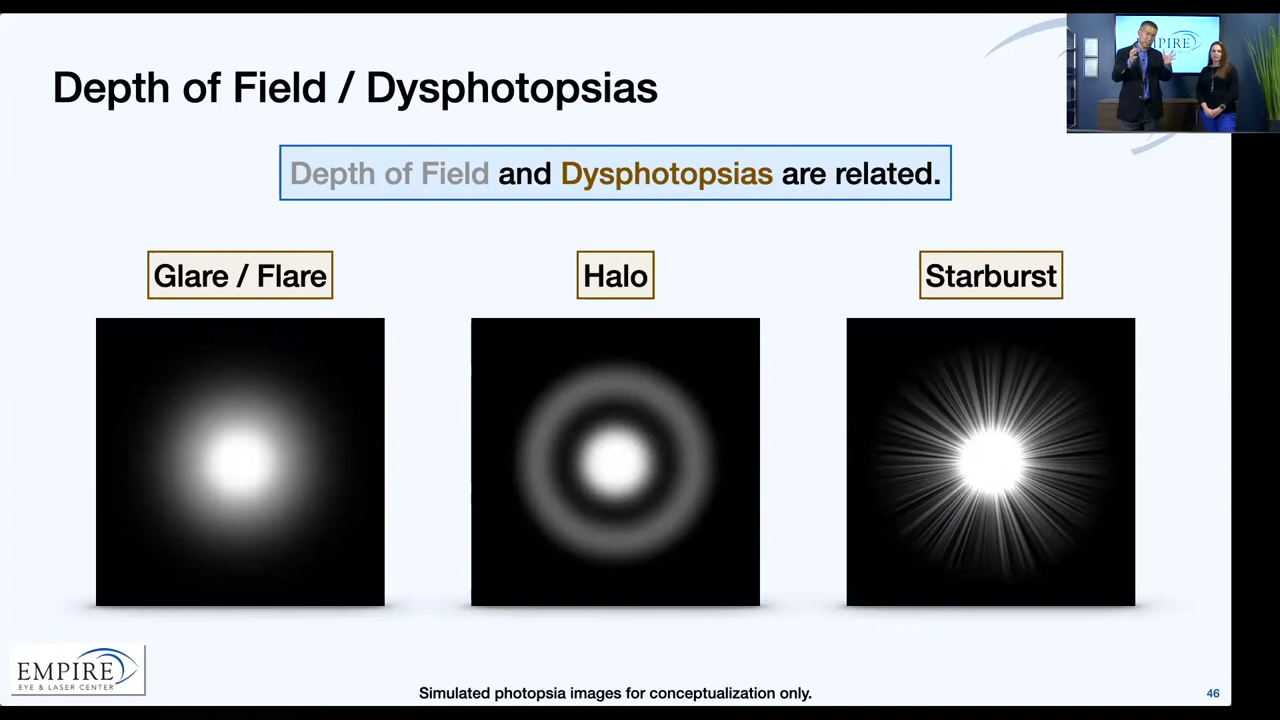 Depth of Field / Dysphotopsias
Depth of Field and Dysphotopsias are related.
Glare / Flare
Halo
Starburst
EMPIRE
EYE & LASER CENTER
Simulated photopsia images for conceptualization only.
46